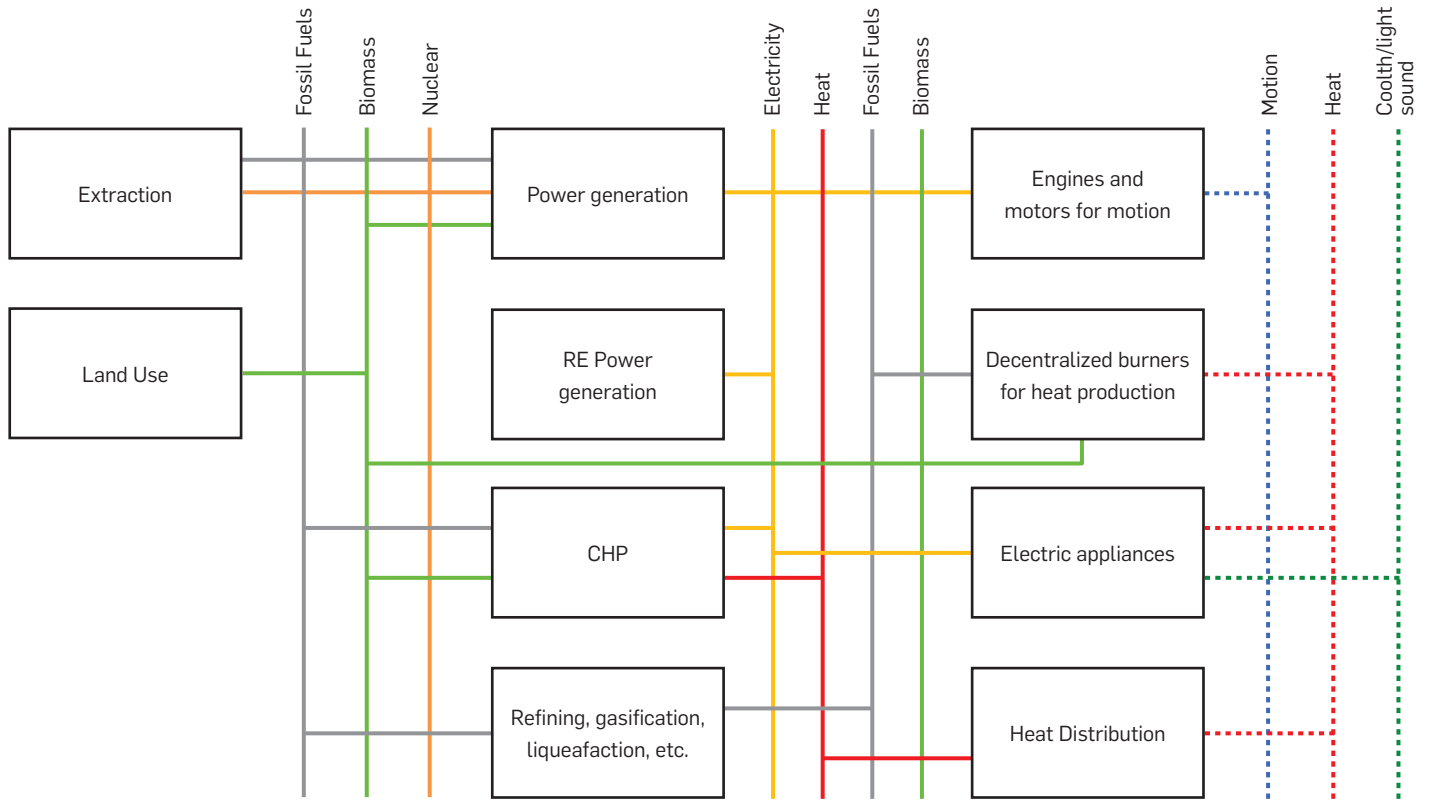 Fossil Fuels
Biomass
Nuclear
Electricity
Heat
Fossil Fuels
Biomass
Motion
Heat
Coolth/light
sound
Extraction
Power generation
Engines and
motors for motion
Land Use
RE Power
generation
Decentralized burners
for heat production
CHP
Electric appliances
Refining, gasification,
liqueafaction, etc.
Heat Distribution